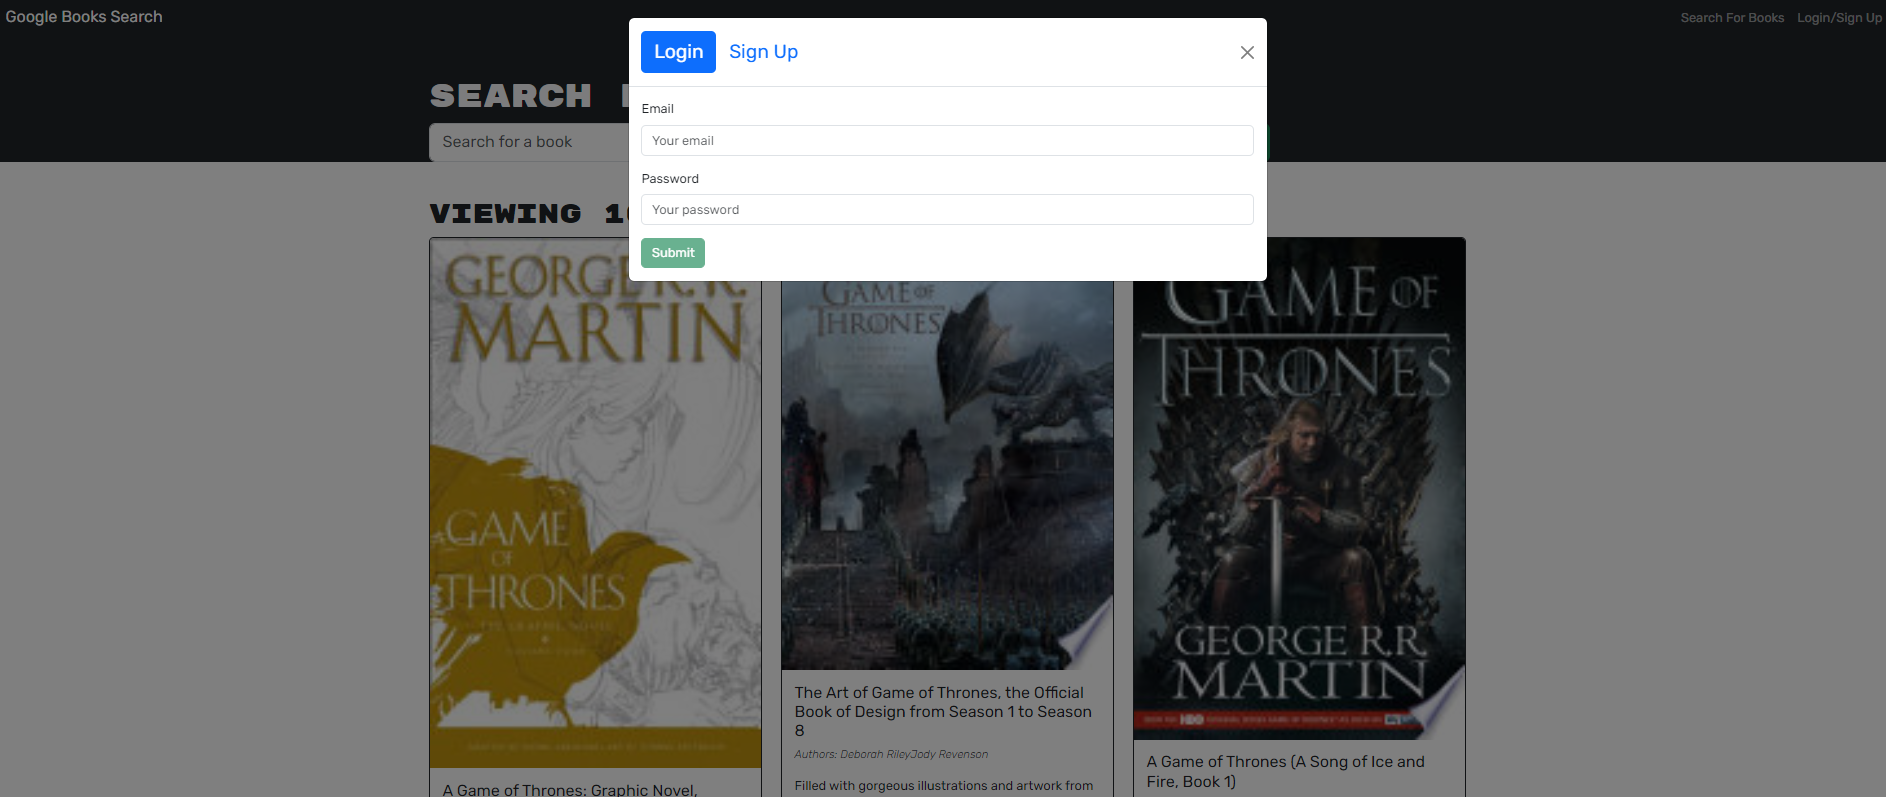 Google Books Search
Search For Books
Login/Sign Up
Login
Sign Up
SEARCH
Search for a book
Email
Your email
Password
Your password
Submit
VIEWING
GEORGE R.R.
MARTIN
GAME
OF
THRONES
A Game of Thrones: Graphic Novel,
GAME OF
THRONES
The Art of Game of Thrones, the Official
Book of Design from Season 1 to Season
8
Authors: Deborah RileyJody Revenson
Filled with gorgeous illustrations and artwork from
GAME OF
THRONES
GEORGE R.R.
MARTIN
HBO
A Game of Thrones (A Song of Ice and
Fire, Book 1)